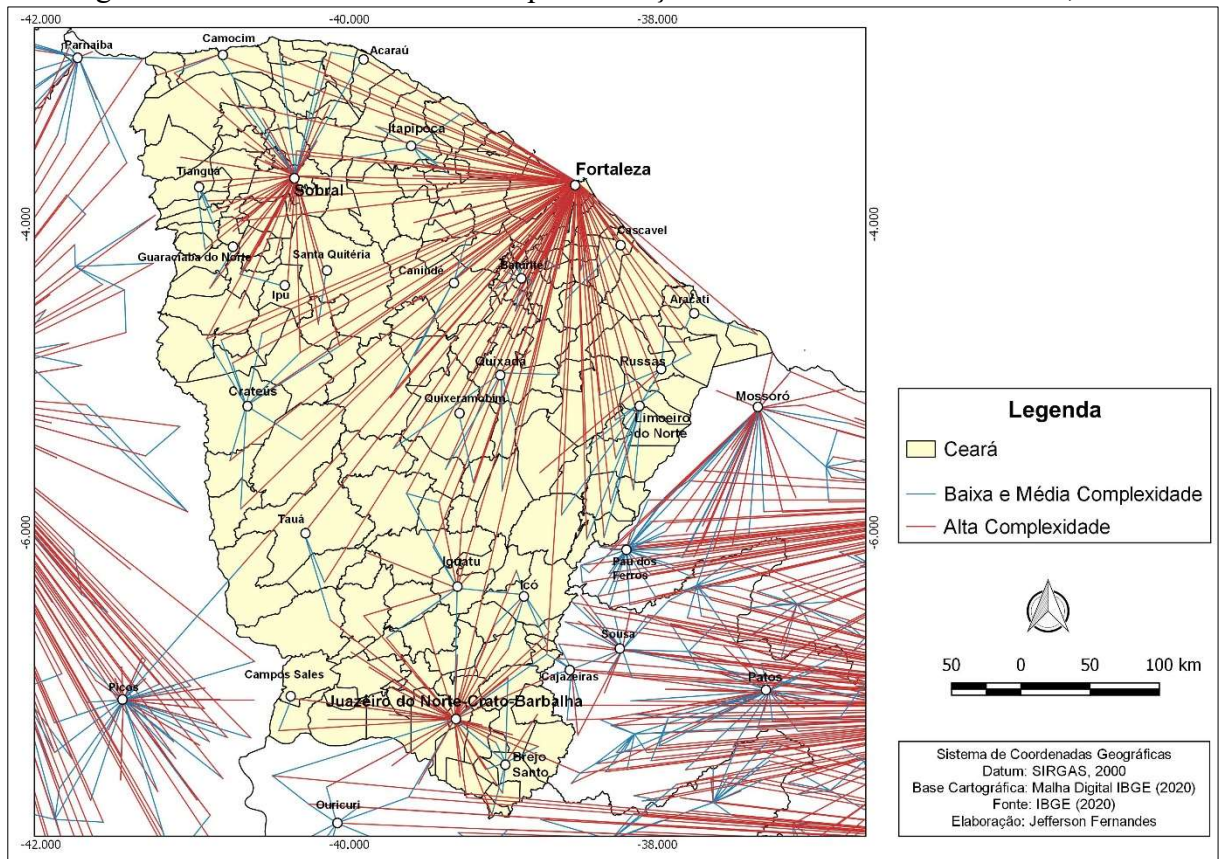 -42.000 -40.000 -38.000
Parnaíba
Camocim
Acaraú
Itapipoca
Tianguá
Sobral
Fortaleza
-4.000 -4.000
Guaraciaba do Norte
Santa Quitéria
Ipu
Canindé
Baturité
Cascavel
Aracati
Quixadá
Russas
Crateús
Quixeramobim
Limoeiro
do Norte
Mossoró
Legenda
Ceará
Baixa e Média Complexidade
Alta Complexidade
-6.000 -6.000
Tauá
Pau dos
Ferros
Iguatu
Icó
Sousa
Cajazeiras
Patos
Picos
Campos Sales
Juazeiro do Norte-Crato-Barbalha
Brejo
Santo
Ouricuri
50 0 50 100 km
Sistema de Coordenadas Geográficas
Datum: SIRGAS, 2000
Base Cartográfica: Malha Digital IBGE (2020)
Fonte: IBGE (2020)
Elaboração: Jefferson Fernandes
-42.000 -40.000 -38.000